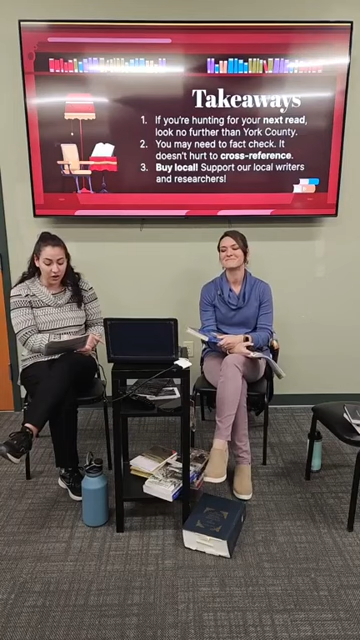 Takeaways
1. If you're hunting for your next read,
look no further than York County.
2. You may need to fact check. It
doesn't hurt to cross-reference.
3. Buy local! Support our local writers
and researchers!